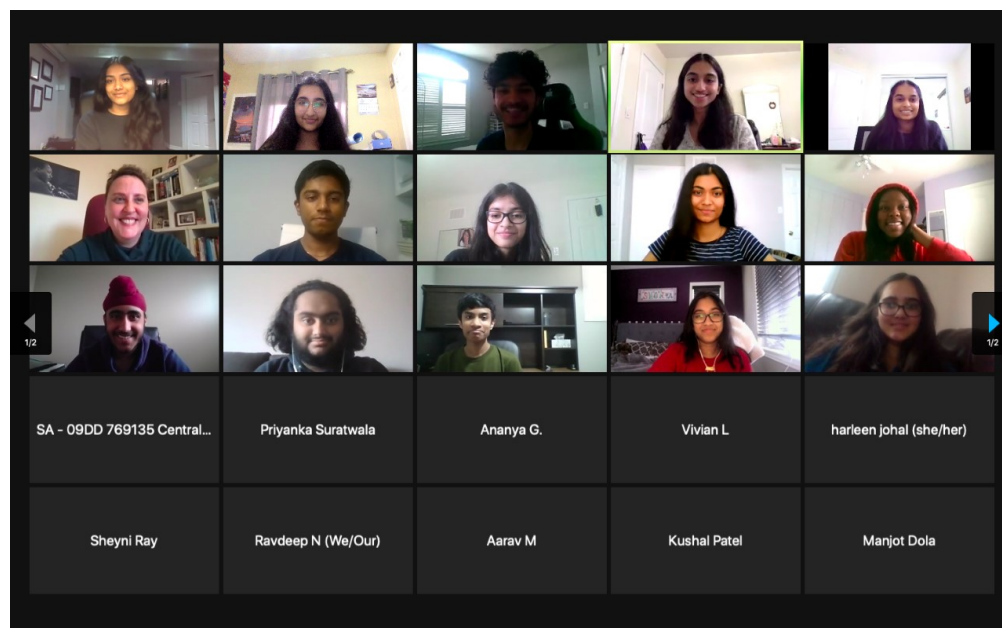 1/2
1/2
SA - 09DD 769135 Central...
Priyanka Suratwala
Ananya G.
Vivian L
harleen johal (she/her)
Sheyni Ray
Ravdeep N (We/Our)
Aarav M
Kushal Patel
Manjot Dola